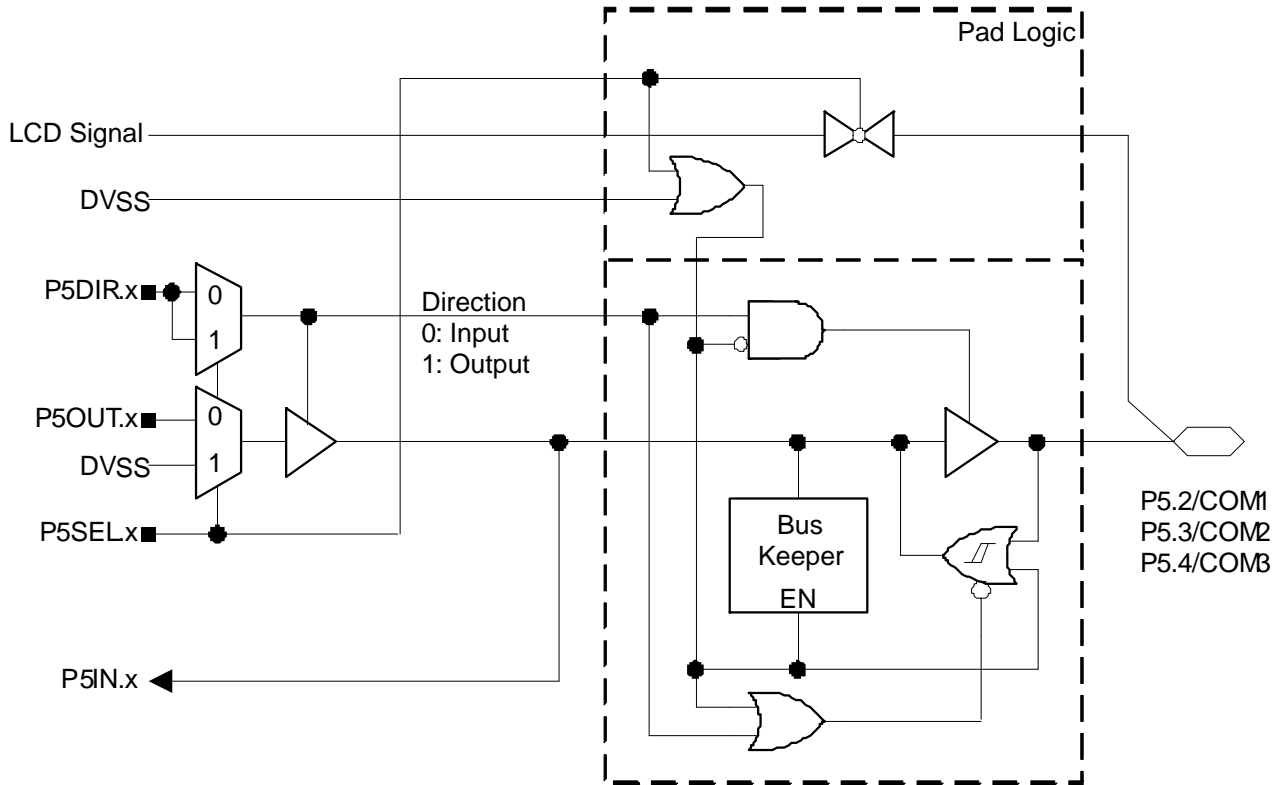 Pad Logic
LCD Signal
DVSS
P5DIR.x
0
1
Direction
0: Input
1: Output
P5OUT.x
0
DVSS
1
P5SEL.x
Bus
Keeper
EN
P5.2/COM1
P5.3/COM2
P5.4/COM3
P5IN.x